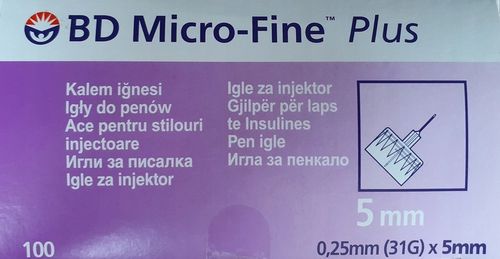 BD Micro-Fine™ Plus
Kalem iğnesi
Igły do penów
Ace pentru stilouri
injectoare
Игли за писалка
Igle za injektor
Igle za injektor
Gjilpër për laps
te Insulines
Pen igle
Игла за пенкало
5 mm
100
0,25mm (31G) x 5mm